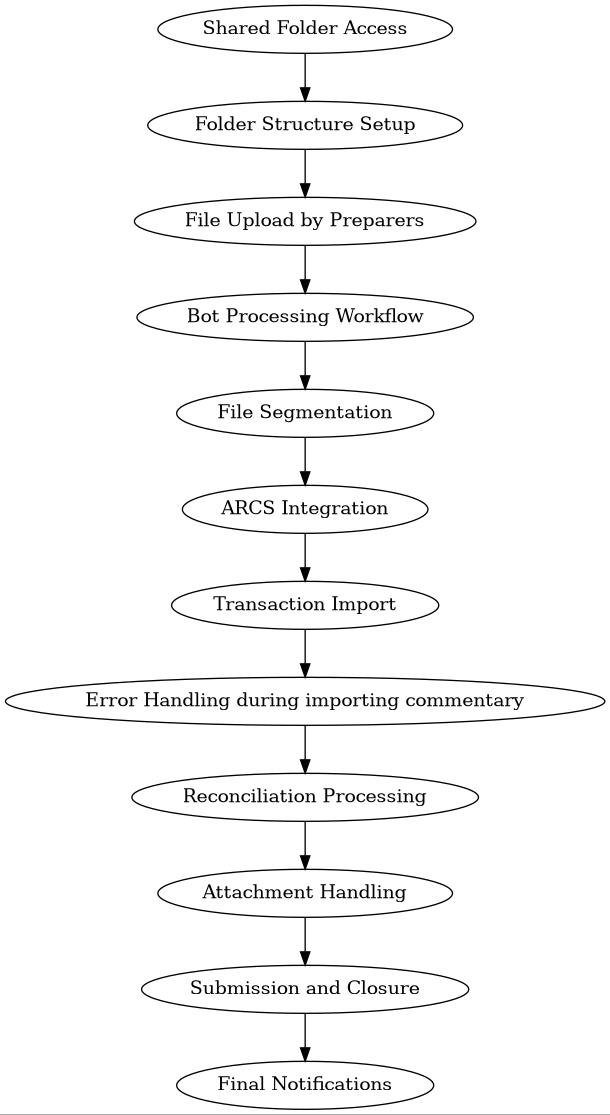 Shared Folder Access
Folder Structure Setup
File Upload by Preparers
Bot Processing Workflow
File Segmentation
ARCS Integration
Transaction Import
Error Handling during importing commentary
Reconciliation Processing
Attachment Handling
Submission and Closure
Final Notifications